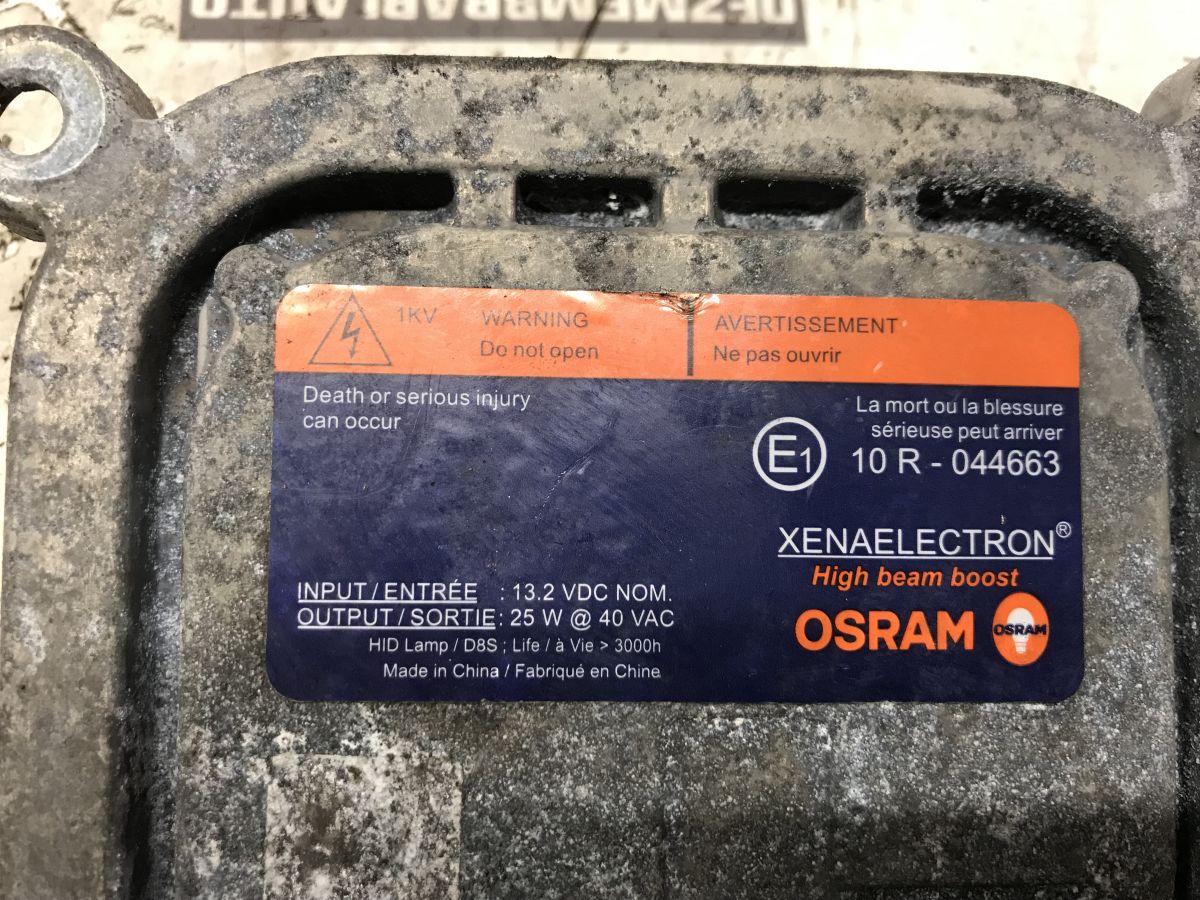 DEZMEMBRARI AUTO
1KV
WARNING
Do not open
AVERTISSEMENT
Ne pas ouvrir
Death or serious injury
can occur
La mort ou la blessure
sérieuse peut arriver
E1 10 R - 044663
XENAELECTRON®
High beam boost
OSRAM OSRAM
INPUT / ENTRÉE : 13.2 VDC NOM.
OUTPUT / SORTIE : 25 W @ 40 VAC
HID Lamp / D8S ; Life / à Vie > 3000h
Made in China / Fabriqué en Chine